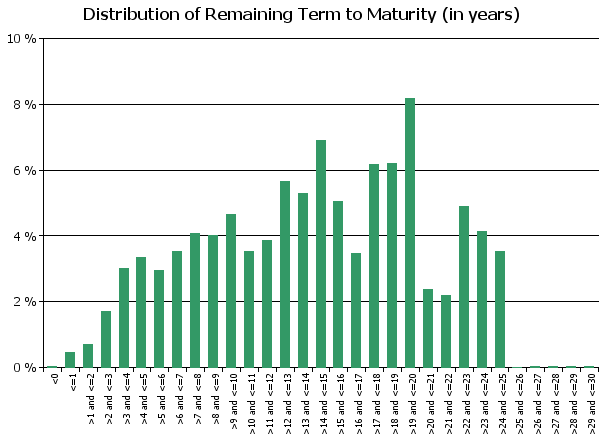 Distribution of Remaining Term to Maturity (in years)
10 %
8 %
6 %
4 %
2 %
0 %
<0
<=1
>1 and <=2
>2 and <=3
>3 and <=4
>4 and <=5
>5 and <=6
>6 and <=7
>7 and <=8
>8 and <=9
>9 and <=10
>10 and <=11
>11 and <=12
>12 and <=13
>13 and <=14
>14 and <=15
>15 and <=16
>16 and <=17
>17 and <=18
>18 and <=19
>19 and <=20
>20 and <=21
>21 and <=22
>22 and <=23
>23 and <=24
>24 and <=25
>25 and <=26
>26 and <=27
>27 and <=28
>28 and <=29
>29 and <=30